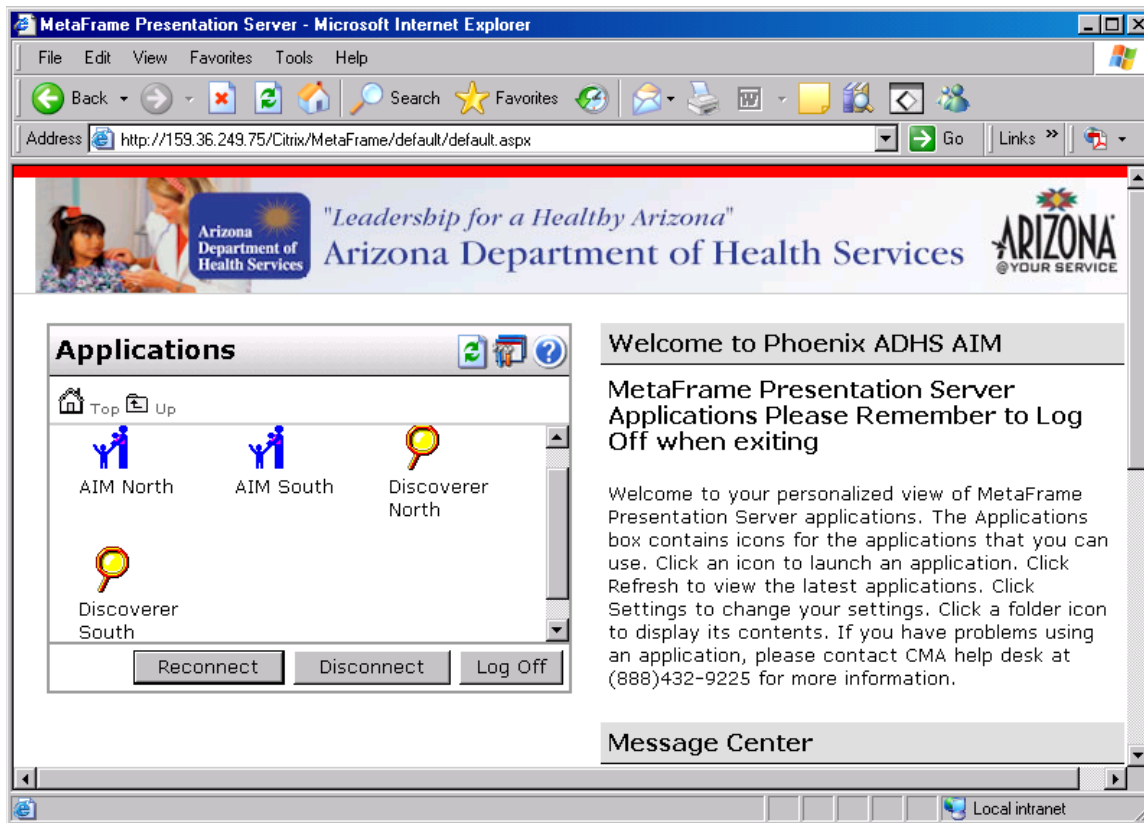 MetaFrame Presentation Server - Microsoft Internet Explorer
File Edit View Favorites Tools Help
Back Search Favorites
Address http://159.36.249.75/Citrix/MetaFrame/default/default.aspx Go Links »
Arizona
Department of
Health Services
"Leadership for a Healthy Arizona"
Arizona Department of Health Services
ARIZONA
@YOUR SERVICE
Applications
Top Up
AIM North
AIM South
Discoverer
North
Discoverer
South
Reconnect Disconnect Log Off
Welcome to Phoenix ADHS AIM
MetaFrame Presentation Server
Applications Please Remember to Log
Off when exiting
Welcome to your personalized view of MetaFrame
Presentation Server applications. The Applications
box contains icons for the applications that you can
use. Click an icon to launch an application. Click
Refresh to view the latest applications. Click
Settings to change your settings. Click a folder icon
to display its contents. If you have problems using
an application, please contact CMA help desk at
(888)432-9225 for more information.
Message Center
Local intranet